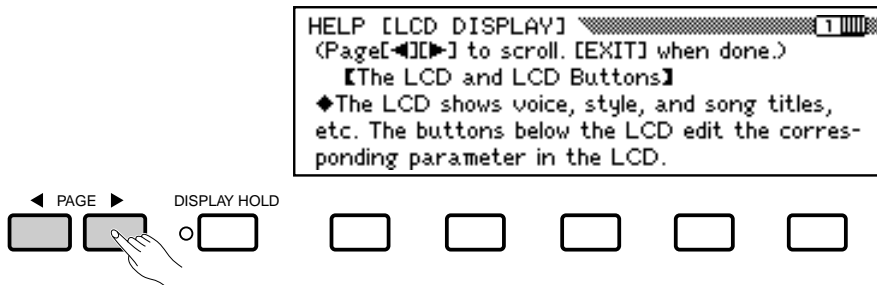 HELP [LCD DISPLAY] 1
(Page[◀][▶] to scroll. [EXIT] when done.)
【The LCD and LCD Buttons】
◆The LCD shows voice, style, and song titles,
etc. The buttons below the LCD edit the corres-
ponding parameter in the LCD.
◀ PAGE ▶ DISPLAY HOLD